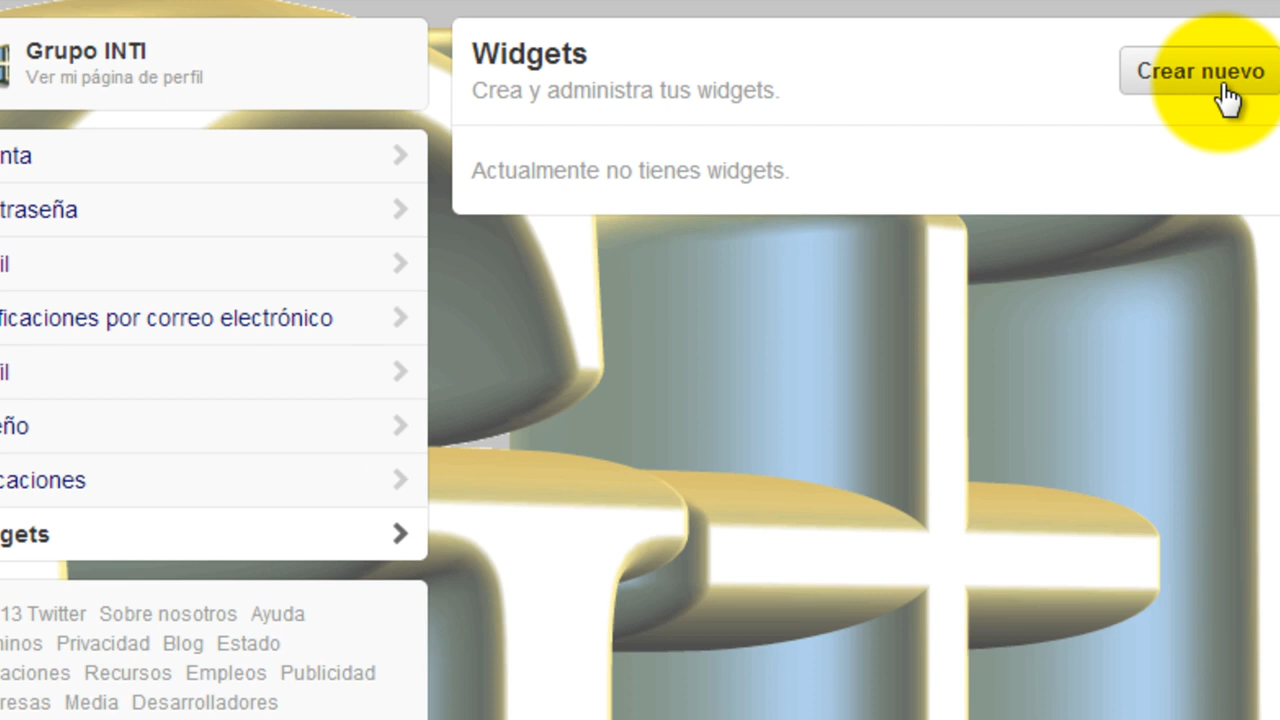 Grupo INTI
Ver mi página de perfil
nta
traseña
il
ficaciones por correo electrónico
il
eño
caciones
gets
13 Twitter Sobre nosotros Ayuda
ninos Privacidad Blog Estado
aciones Recursos Empleos Publicidad
resas Media Desarrolladores
Widgets
Crea y administra tus widgets.
Crear nuevo
Actualmente no tienes widgets.